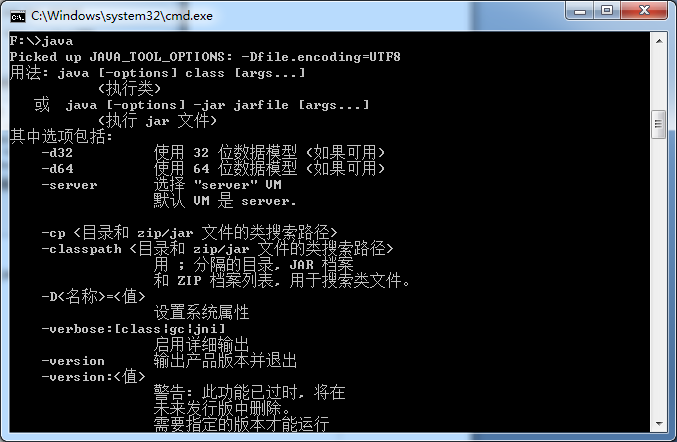 C:\Windows\system32\cmd.exe
F:\>java
Picked up JAVA_TOOL_OPTIONS: -Dfile.encoding=UTF8
用法: java [-options] class [args...]
(执行类)
或 java [-options] -jar jarfile [args...]
(执行 jar 文件)
其中选项包括:
-d32 使用 32 位数据模型 (如果可用)
-d64 使用 64 位数据模型 (如果可用)
-server 选择 "server" VM
默认 VM 是 server.
-cp <目录和 zip/jar 文件的类搜索路径>
-classpath <目录和 zip/jar 文件的类搜索路径>
用 ; 分隔的目录, JAR 档案
和 ZIP 档案列表, 用于搜索类文件。
-D<名称>=<值>
设置系统属性
-verbose:[class|gc|jni]
启用详细输出
-version 输出产品版本并退出
-version:<值>
警告: 此功能已过时, 将在
未来发行版中删除。
需要指定的版本才能运行